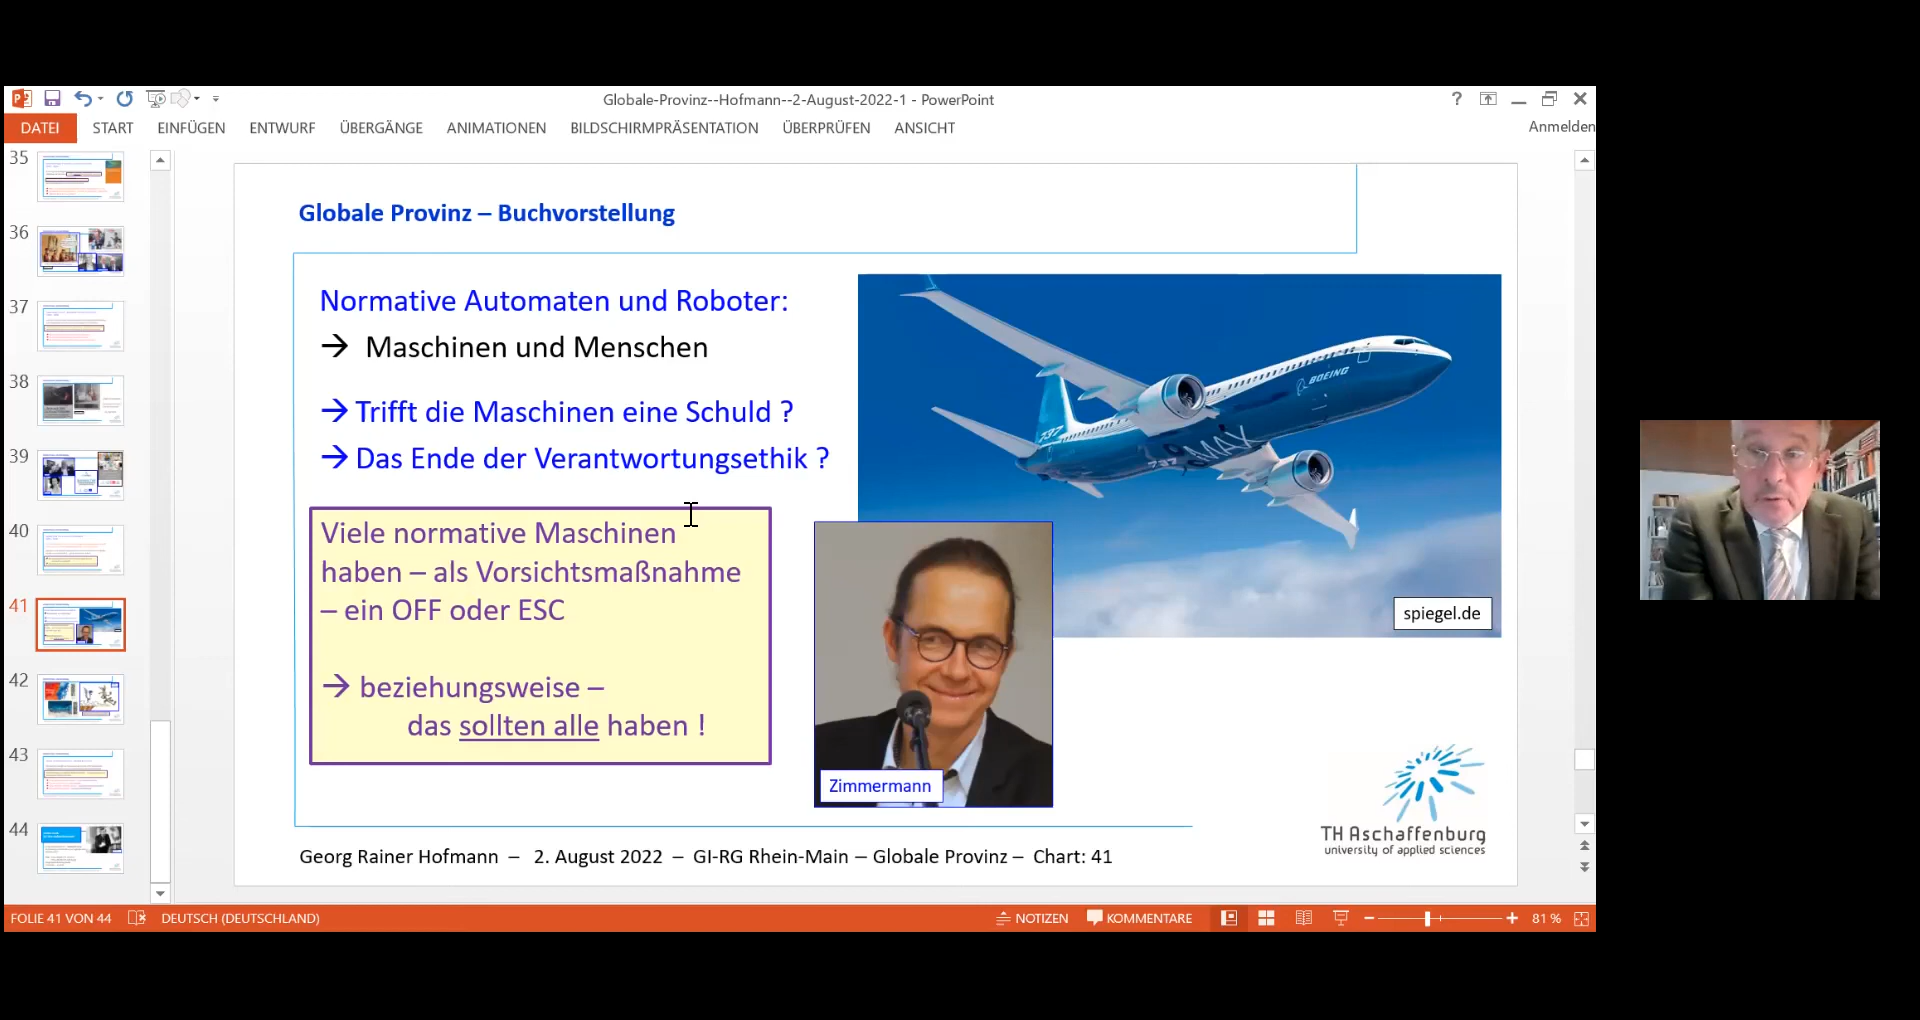 Globale-Provinz--Hofmann--2-August-2022-1 - PowerPoint
?
DATEI START EINFÜGEN ENTWURF ÜBERGÄNGE ANIMATIONEN BILDSCHIRMPRÄSENTATION ÜBERPRÜFEN ANSICHT
Anmelden
35
36
37
38
39
40
41
42
43
44
Globale Provinz – Buchvorstellung
Normative Automaten und Roboter:
→ Maschinen und Menschen
→ Trifft die Maschinen eine Schuld ?
→ Das Ende der Verantwortungsethik ?
Viele normative Maschinen
haben – als Vorsichtsmaßnahme
– ein OFF oder ESC
→ beziehungsweise –
das sollten alle haben !
BOEING
737
737 MAX
spiegel.de
Zimmermann
TH Aschaffenburg
university of applied sciences
Georg Rainer Hofmann – 2. August 2022 – GI-RG Rhein-Main – Globale Provinz – Chart: 41
FOLIE 41 VON 44 DEUTSCH (DEUTSCHLAND) NOTIZEN KOMMENTARE 81 %